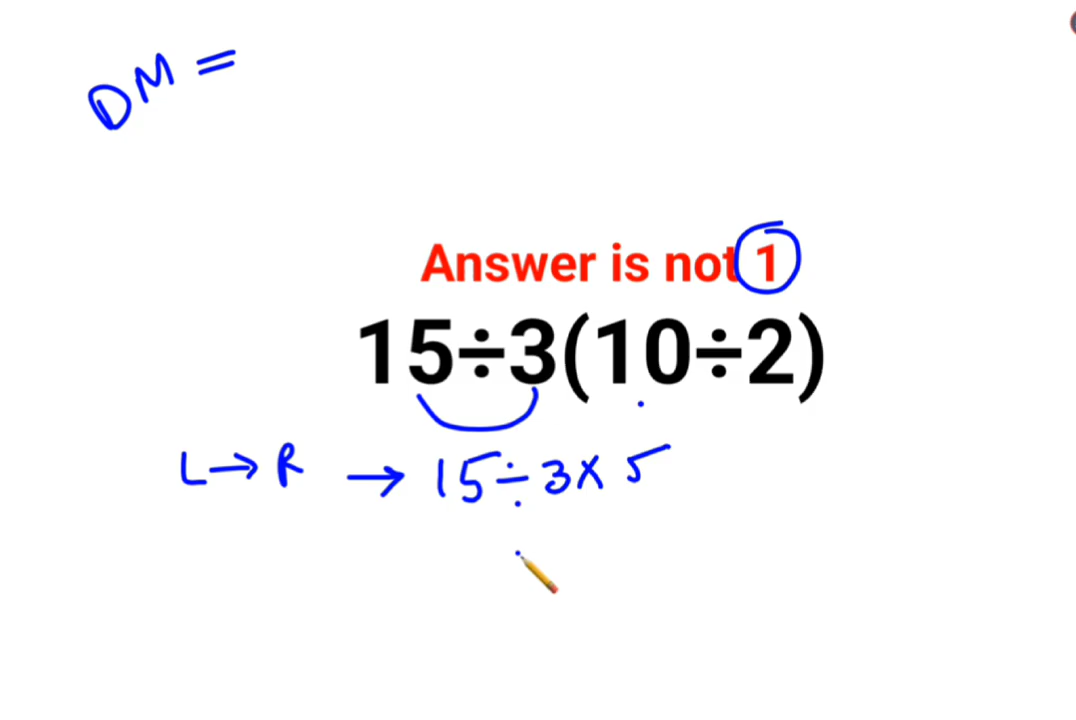 DM =
Answer is not 1
15÷3(10÷2)
L→R → 15÷3×5